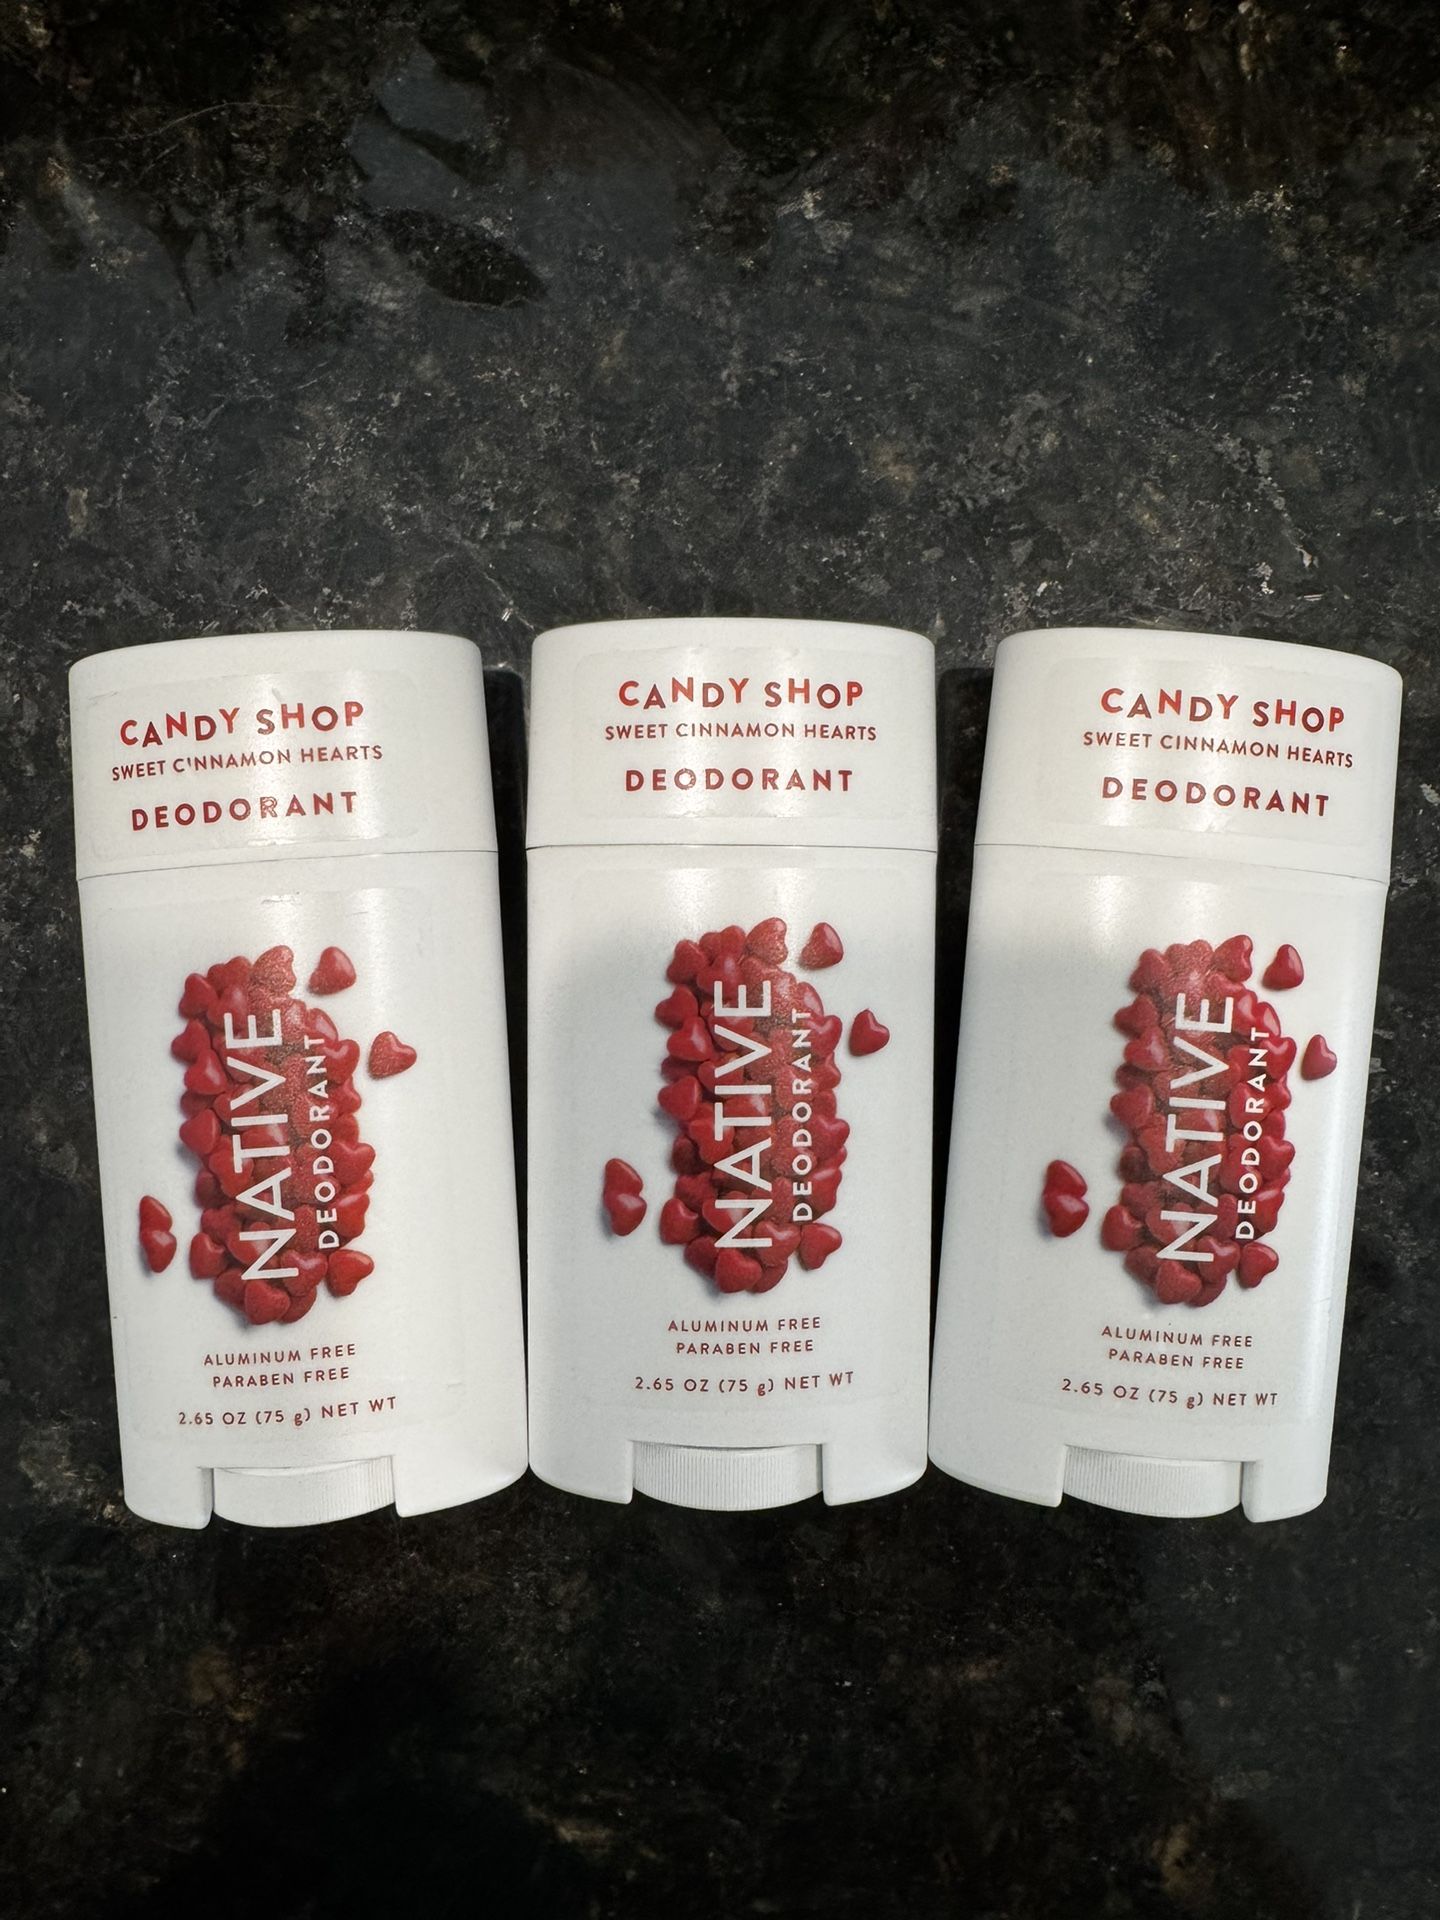 CANDY SHOP
SWEET CINNAMON HEARTS
DEODORANT
NATIVE
DEODORANT
ALUMINUM FREE
PARABEN FREE
2.65 OZ (75 g) NET WT
CANDY SHOP
SWEET CINNAMON HEARTS
DEODORANT
NATIVE
DEODORANT
ALUMINUM FREE
PARABEN FREE
2.65 OZ (75 g) NET WT
CANDY SHOP
SWEET CINNAMON HEARTS
DEODORANT
NATIVE
DEODORANT
ALUMINUM FREE
PARABEN FREE
2.65 OZ (75 g) NET WT